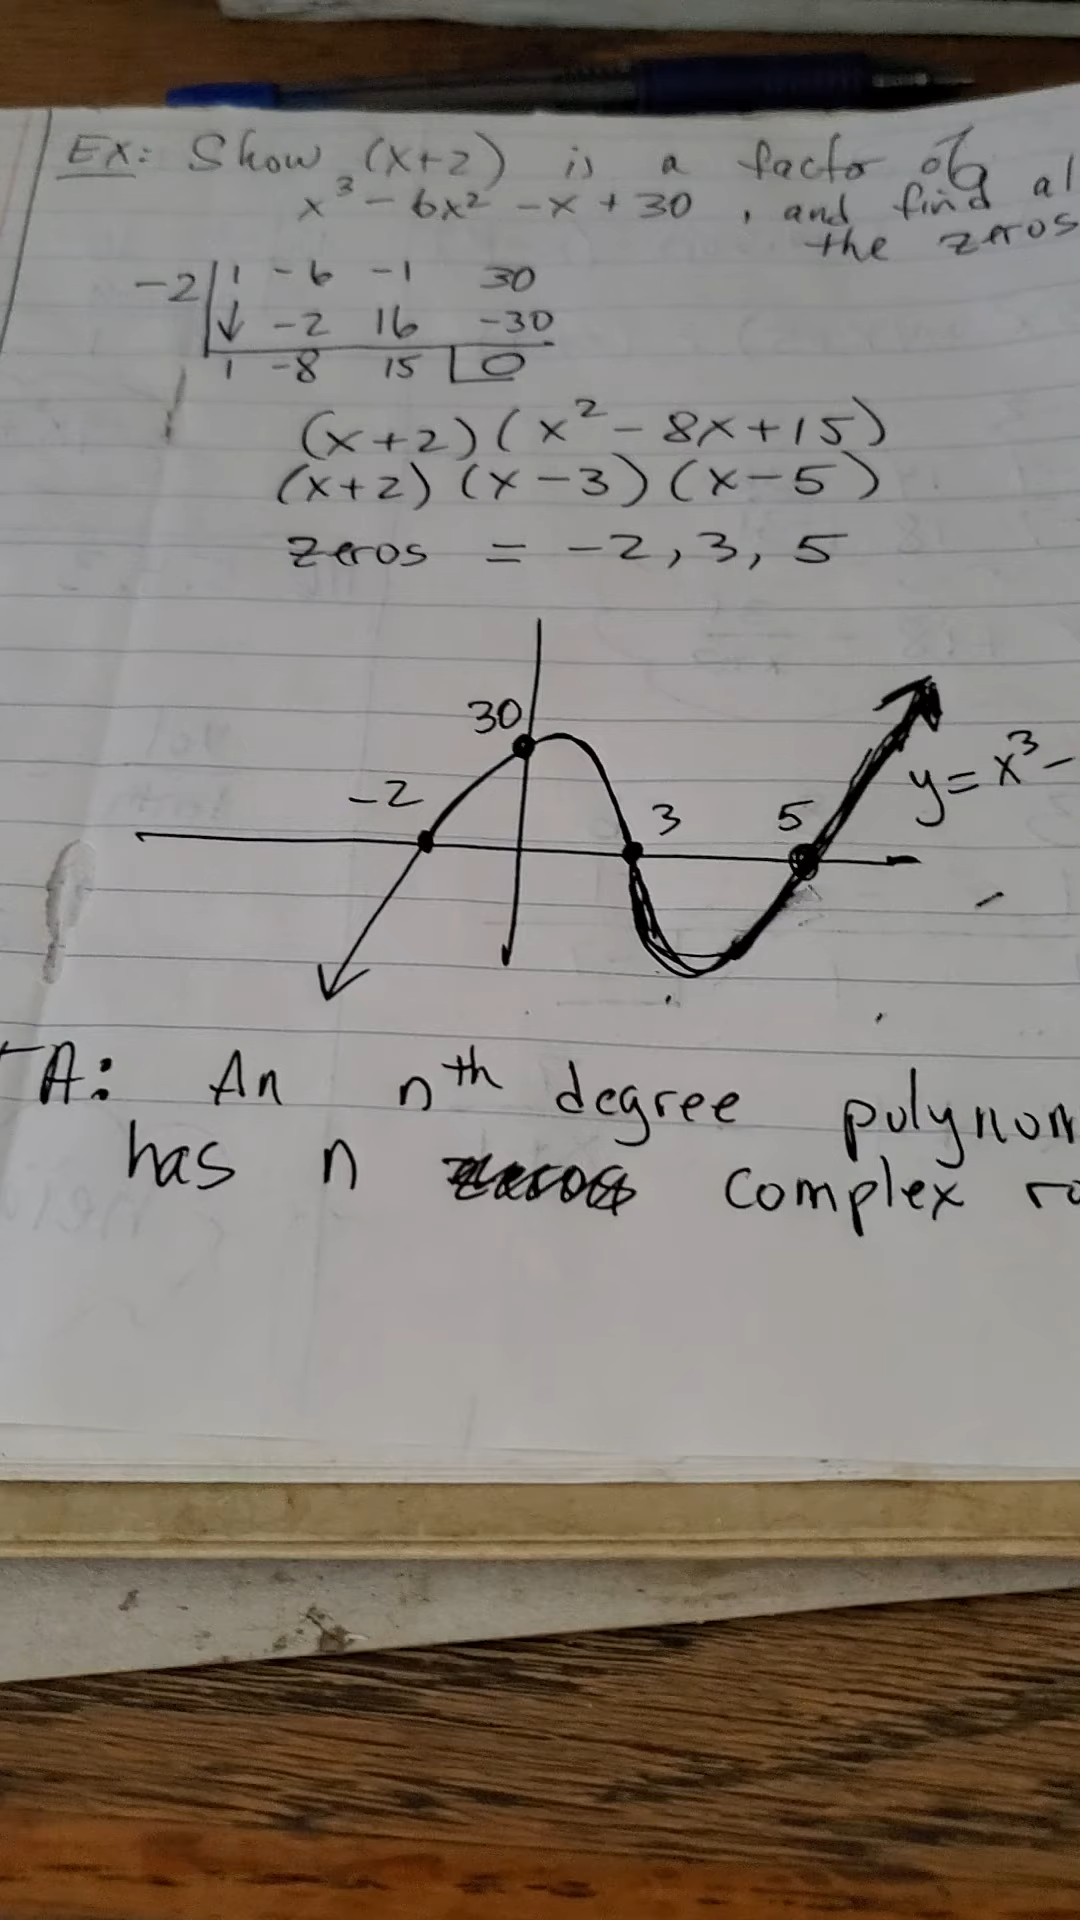 Ex: Show (x+2) is a factor of
x³ - 6x² - x + 30 , and find al
the zeros
-2 | 1 -6 -1 30
↓ -2 16 -30
1 -8 15 | 0
(x+2)(x² - 8x + 15)
(x+2)(x - 3)(x - 5)
zeros = -2, 3, 5
30
-2 3 5
y = x³ -
A: An nth degree polynom
has n complex ro